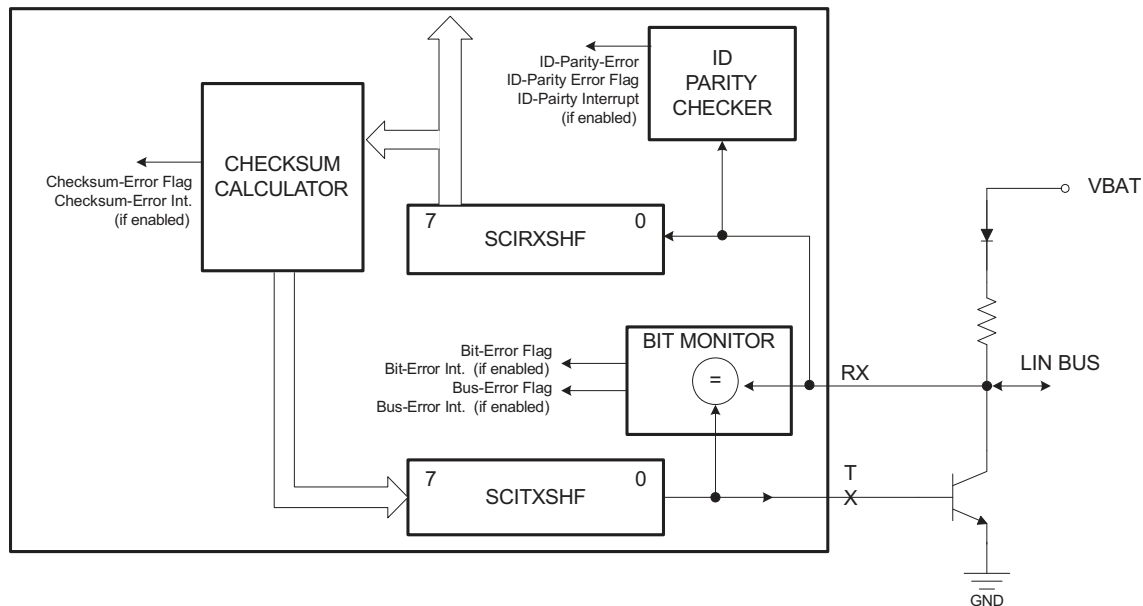 ID-Parity-Error
ID-Parity Error Flag
ID-Pairty Interrupt
(if enabled)
ID
PARITY
CHECKER
CHECKSUM
CALCULATOR
Checksum-Error Flag
Checksum-Error Int.
(if enabled)
7 SCIRXSHF 0
VBAT
BIT MONITOR
=
Bit-Error Flag
Bit-Error Int. (if enabled)
Bus-Error Flag
Bus-Error Int. (if enabled)
RX
LIN BUS
7 SCITXSHF 0
T
X
GND